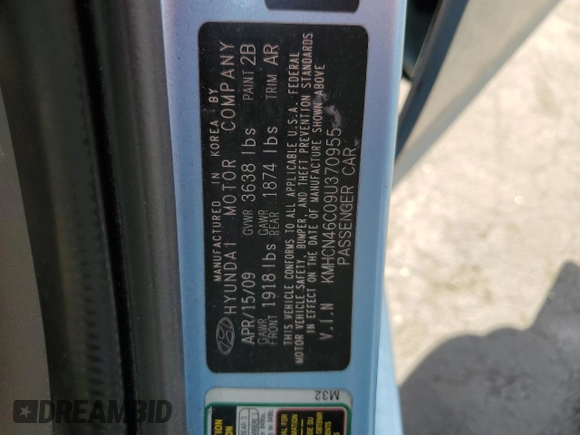 MANUFACTURED IN KOREA BY
HYUNDAI MOTOR COMPANY
APR/15/09 GVWR 3638 lbs PAINT 2B
GAWR FRONT 1918 lbs GAWR REAR 1874 lbs TRIM AR
THIS VEHICLE CONFORMS TO ALL APPLICABLE U.S.A. FEDERAL
MOTOR VEHICLE SAFETY, BUMPER, AND THEFT PREVENTION STANDARDS
IN EFFECT ON THE DATE OF MANUFACTURE SHOWN ABOVE
V.I.N KMHCN46C09U370955
PASSENGER CAR
M32
DREAMBID